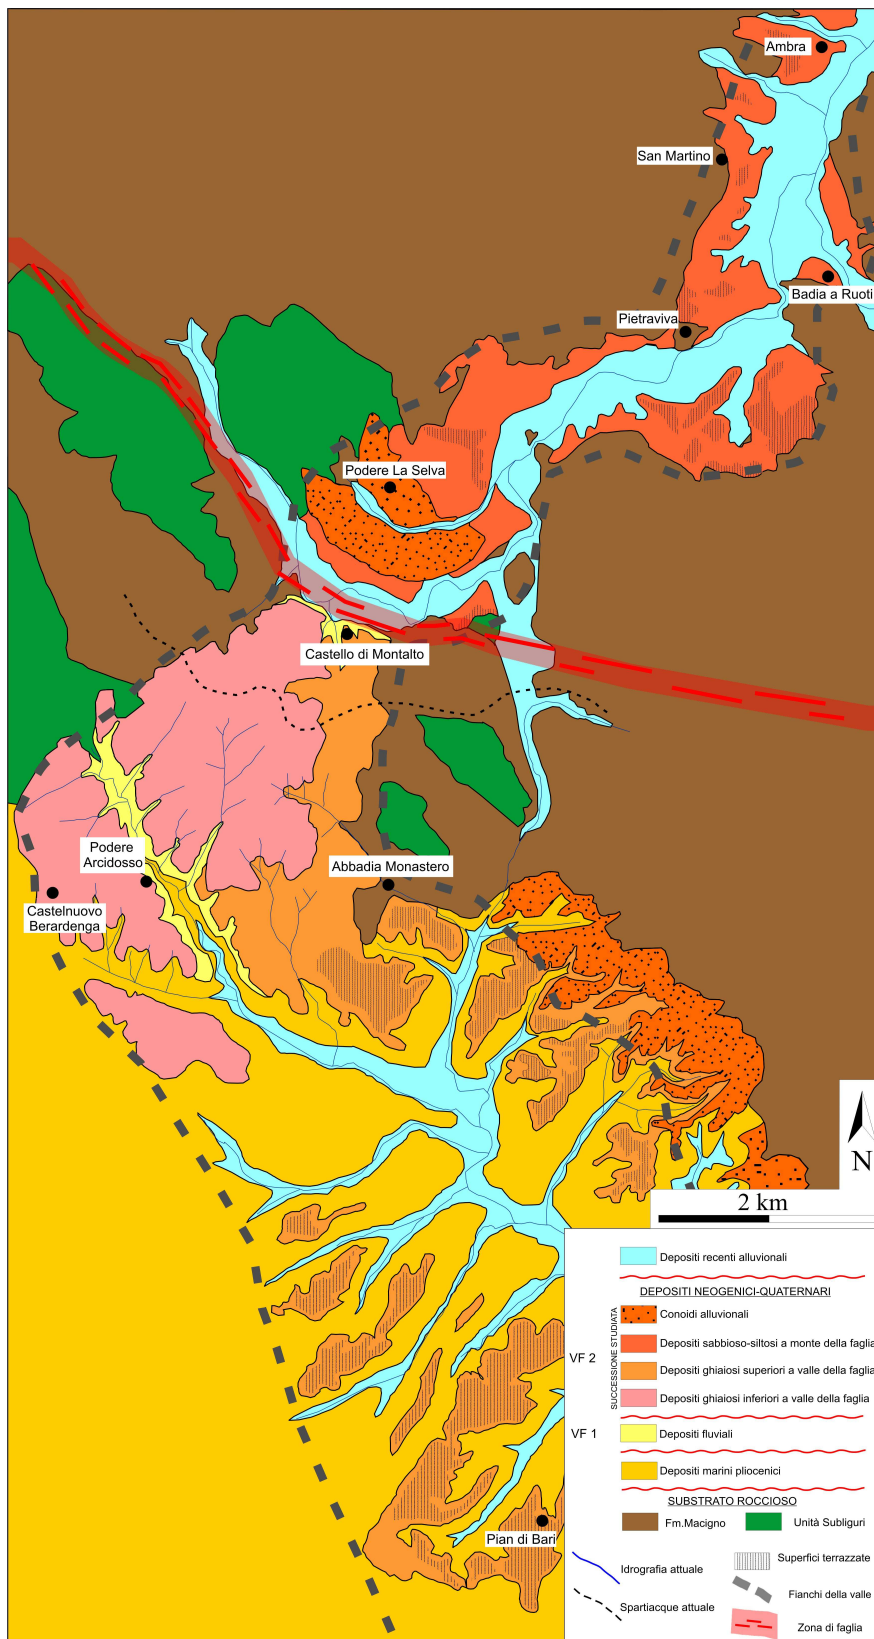 Ambra
San Martino
Badia a Ruoti
Pietraviva
Podere La Selva
Castello di Montalto
Podere
Arcidosso
Abbadia Monastero
Castelnuovo
Berardenga
N
2 km
Depositi recenti alluvionali
DEPOSITI NEOGENICI-QUATERNARI
SUCCESSIONE STUDIATA
Conoidi alluvionali
Depositi sabbioso-siltosi a monte della faglia
VF 2
Depositi ghiaiosi superiori a valle della faglia
Depositi ghiaiosi inferiori a valle della faglia
VF 1
Depositi fluviali
Depositi marini pliocenici
SUBSTRATO ROCCIOSO
Fm.Macigno
Unità Subliguri
Pian di Bari
Superfici terrazzate
Idrografia attuale
Fianchi della valle
Spartiacque attuale
Zona di faglia